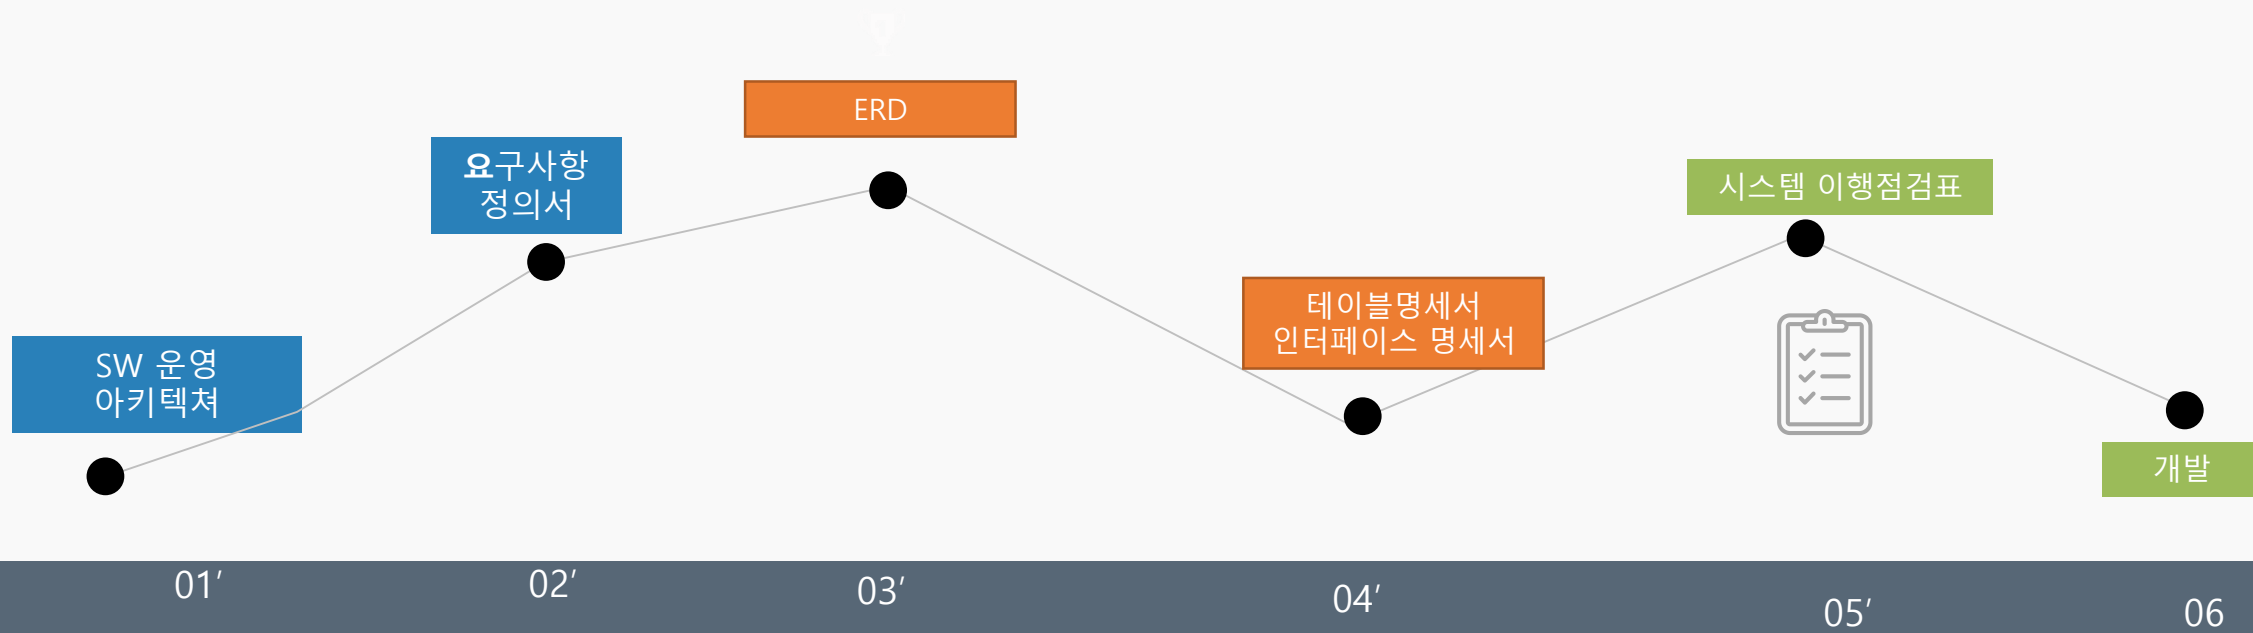 ERD
요구사항
정의서
시스템 이행점검표
테이블명세서
인터페이스 명세서
SW 운영
아키텍쳐
개발
01′
02′
03′
04′
05′
06